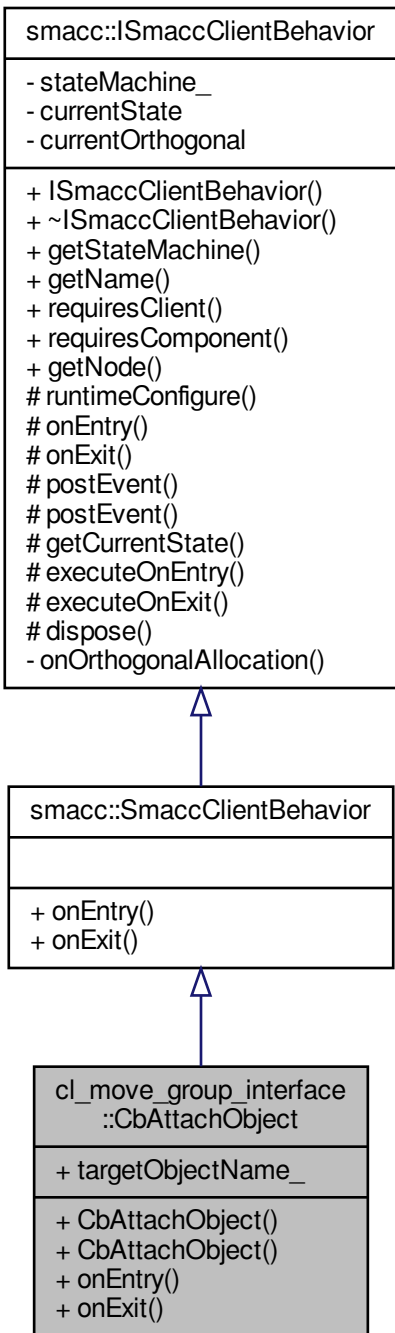 smacc::ISmaccClientBehavior
- stateMachine_
- currentState
- currentOrthogonal
+ ISmaccClientBehavior()
+ ~ISmaccClientBehavior()
+ getStateMachine()
+ getName()
+ requiresClient()
+ requiresComponent()
+ getNode()
# runtimeConfigure()
# onEntry()
# onExit()
# postEvent()
# postEvent()
# getCurrentState()
# executeOnEntry()
# executeOnExit()
# dispose()
- onOrthogonalAllocation()
smacc::SmaccClientBehavior
+ onEntry()
+ onExit()
cl_move_group_interface
::CbAttachObject
+ targetObjectName_
+ CbAttachObject()
+ CbAttachObject()
+ onEntry()
+ onExit()